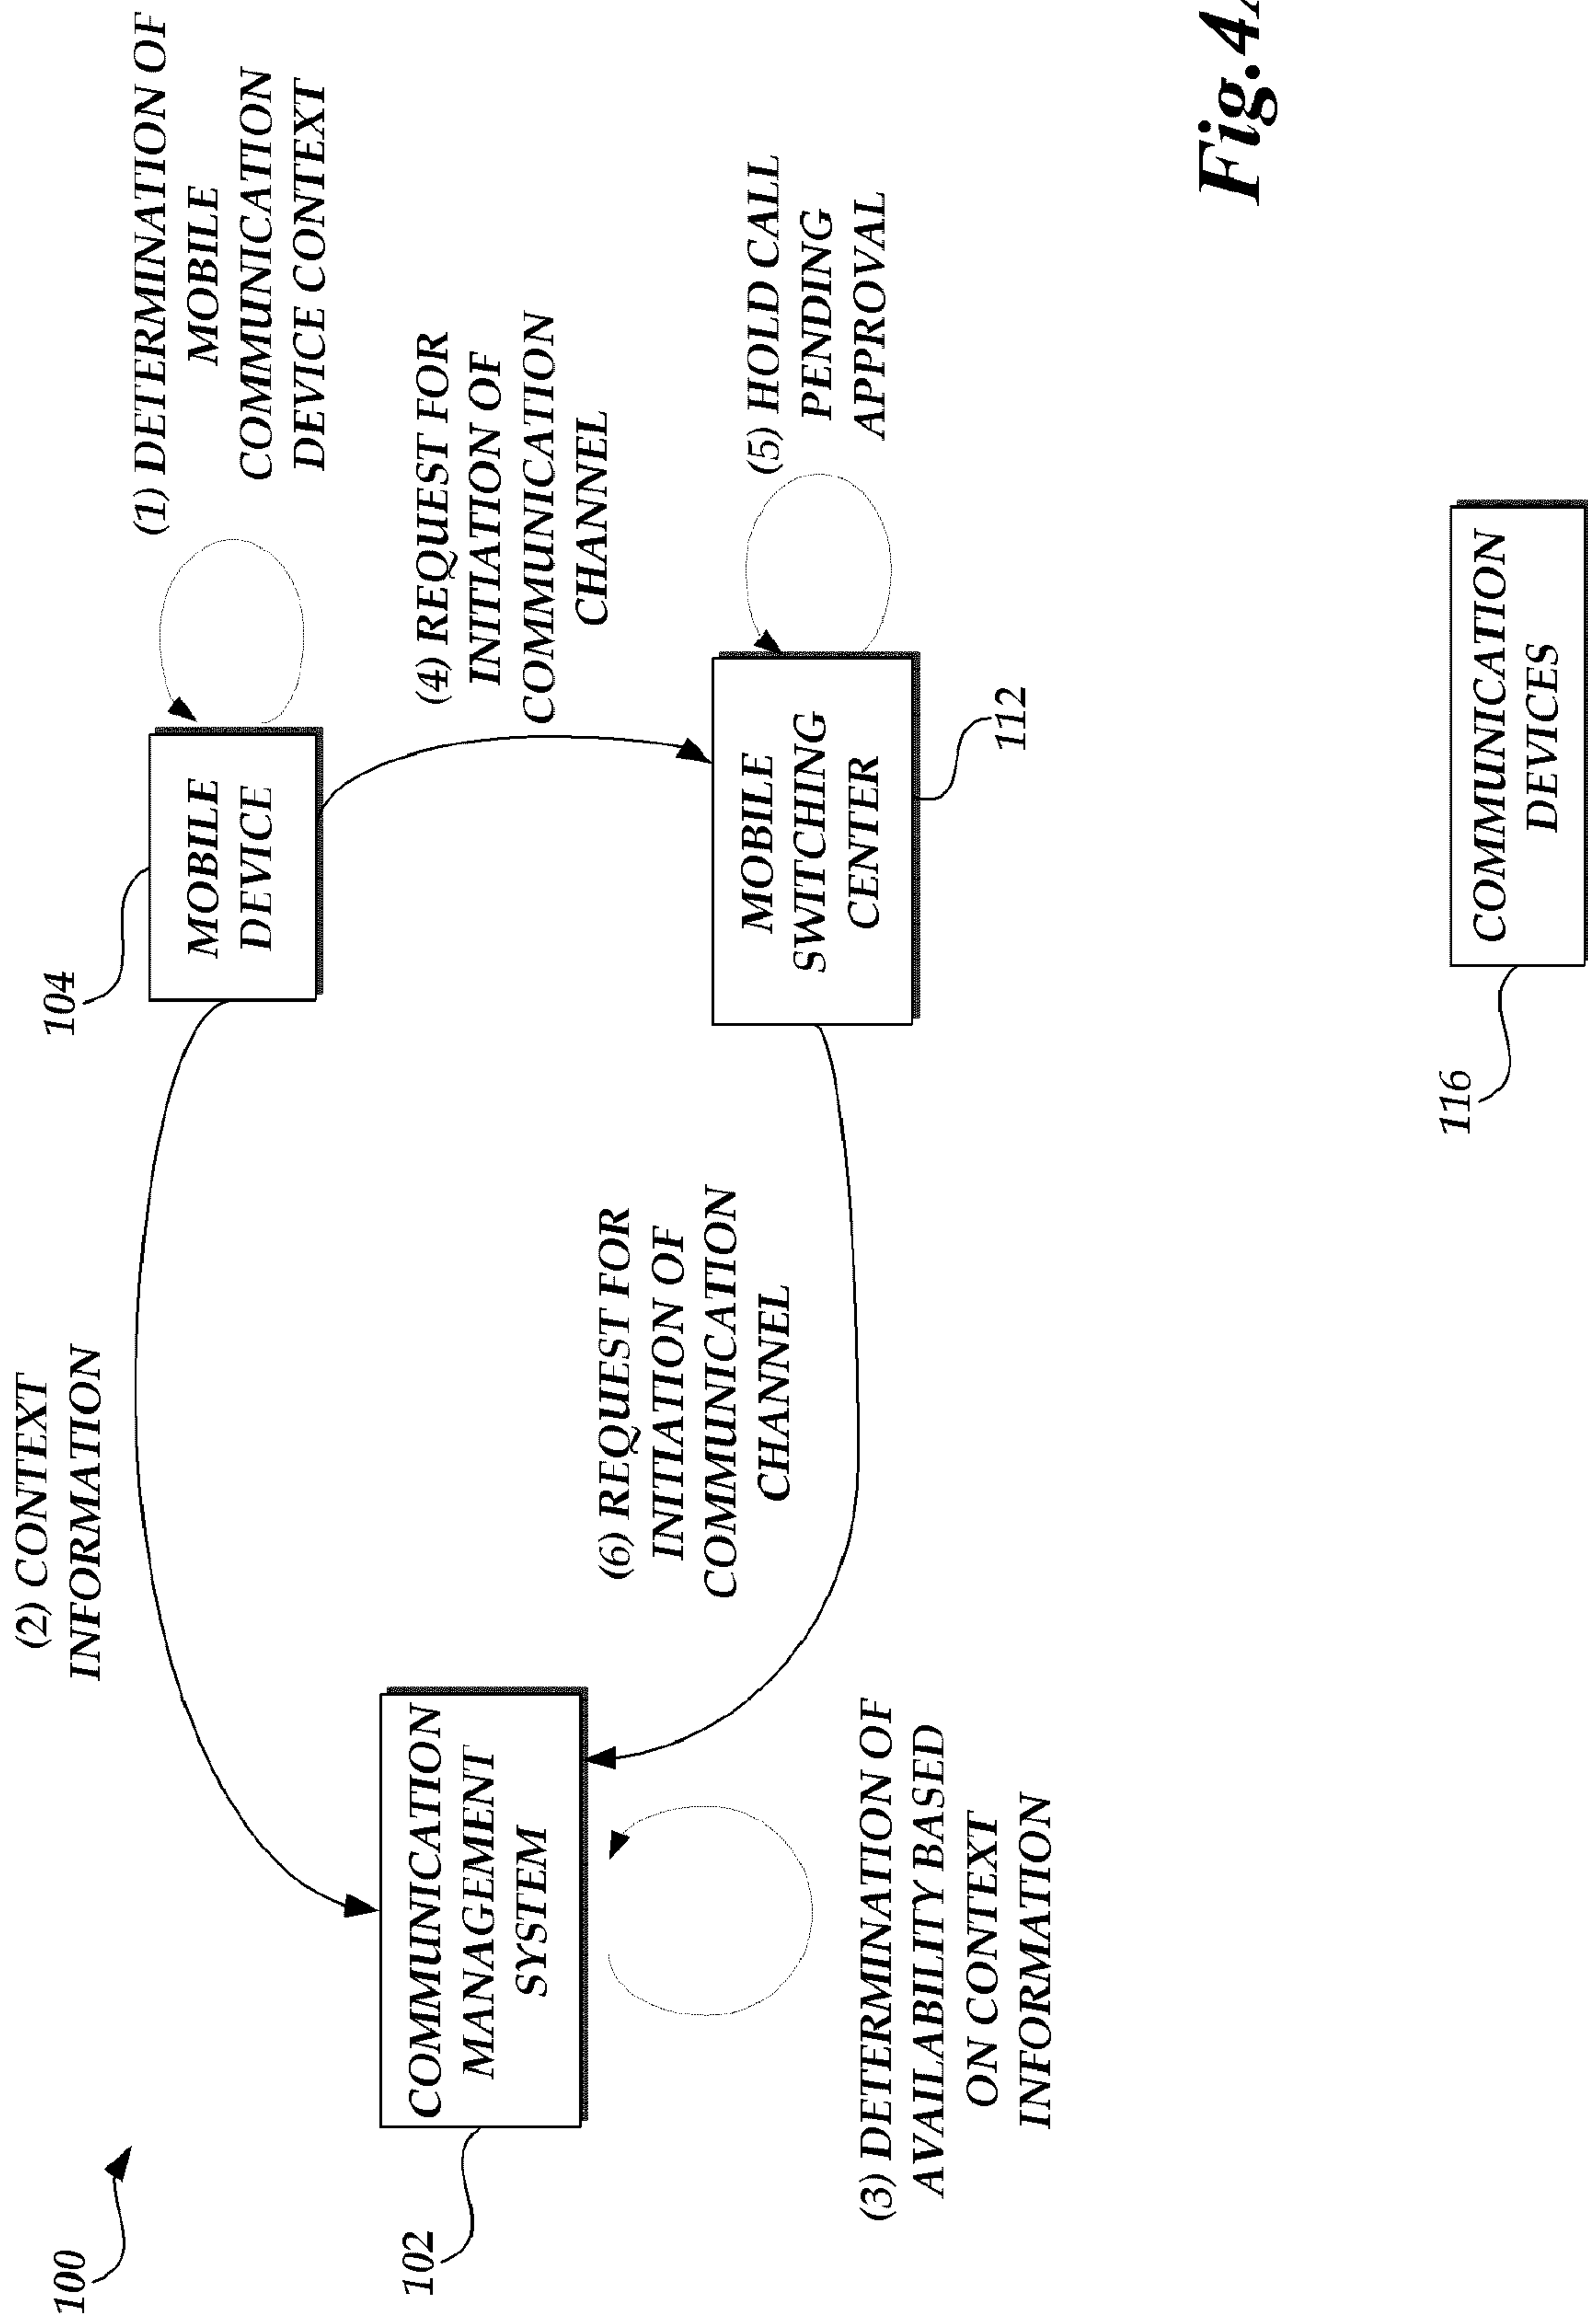 100
(2) CONTEXT
INFORMATION
104
MOBILE
DEVICE
(1) DETERMINATION OF
MOBILE
COMMUNICATION
DEVICE CONTEXT
102
COMMUNICATION
MANAGEMENT
SYSTEM
(4) REQUEST FOR
INITIATION OF
COMMUNICATION
CHANNEL
(6) REQUEST FOR
INITIATION OF
COMMUNICATION
CHANNEL
MOBILE
SWITCHING
CENTER
112
(5) HOLD CALL
PENDING
APPROVAL
(3) DETERMINATION OF
AVAILABILITY BASED
ON CONTEXT
INFORMATION
116
COMMUNICATION
DEVICES
Fig.4